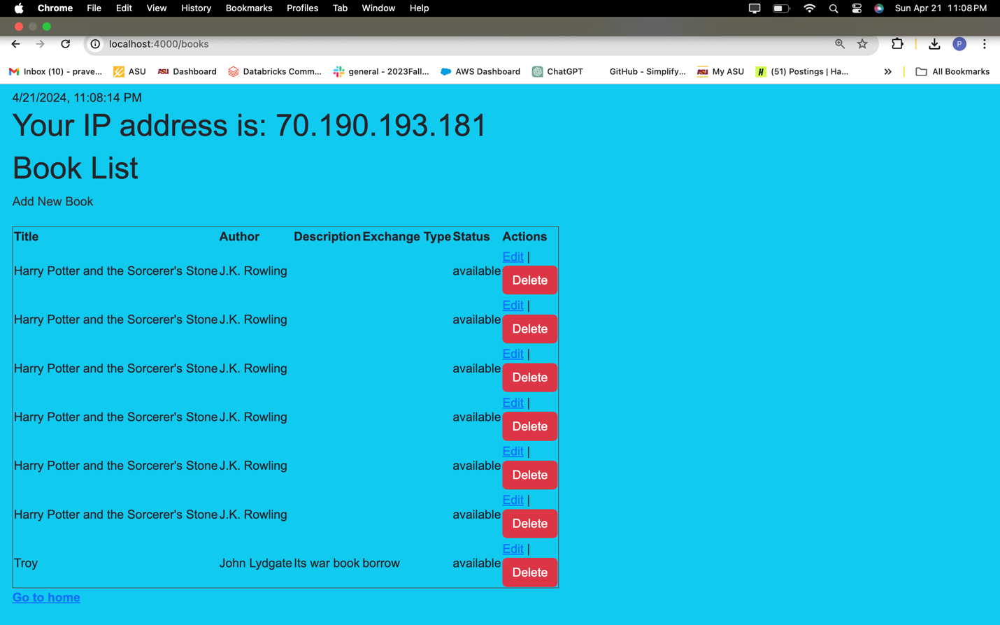 Chrome File Edit View History Bookmarks Profiles Tab Window Help Sun Apr 21 11:08 PM
localhost:4000/books P
Inbox (10) - prave... ASU ASU Dashboard Databricks Comm... general - 2023Fall... AWS Dashboard ChatGPT GitHub - Simplify... ASU My ASU H (51) Postings | Ha... » All Bookmarks
4/21/2024, 11:08:14 PM
Your IP address is: 70.190.193.181
Book List
Add New Book
Title Author Description Exchange Type Status Actions
Edit |
Harry Potter and the Sorcerer's Stone J.K. Rowling available
Delete
Edit |
Harry Potter and the Sorcerer's Stone J.K. Rowling available
Delete
Edit |
Harry Potter and the Sorcerer's Stone J.K. Rowling available
Delete
Edit |
Harry Potter and the Sorcerer's Stone J.K. Rowling available
Delete
Edit |
Harry Potter and the Sorcerer's Stone J.K. Rowling available
Delete
Edit |
Harry Potter and the Sorcerer's Stone J.K. Rowling available
Delete
Edit |
Troy John Lydgate Its war book borrow available
Delete
Go to home